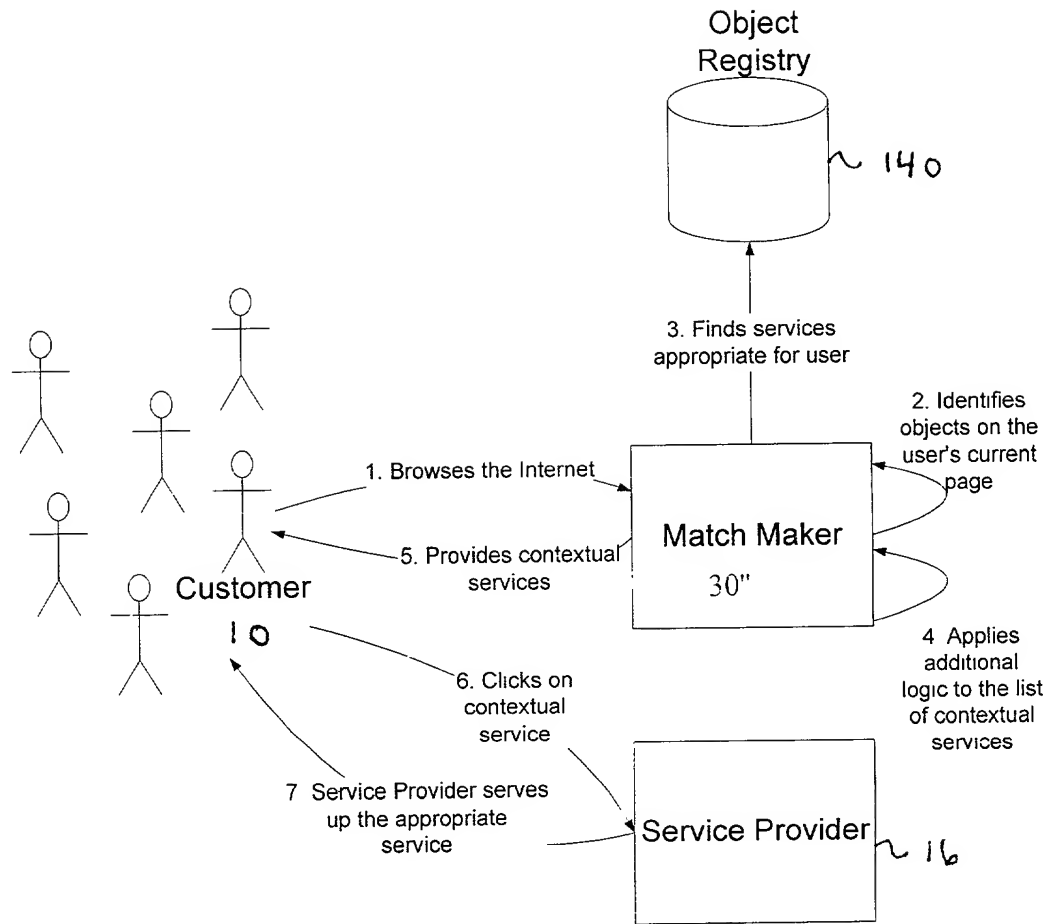 Object
Registry
140
3. Finds services
appropriate for user
2. Identifies
objects on the
user's current
page
1. Browses the Internet
Match Maker
30"
5. Provides contextual
services
Customer
10
4 Applies
additional
logic to the list
of contextual
services
6. Clicks on
contextual
service
7 Service Provider serves
up the appropriate
service
Service Provider
16